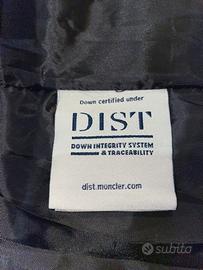 Down certified under
DIST
DOWN INTEGRITY SYSTEM
& TRACEABILITY
dist.moncler.com
subito